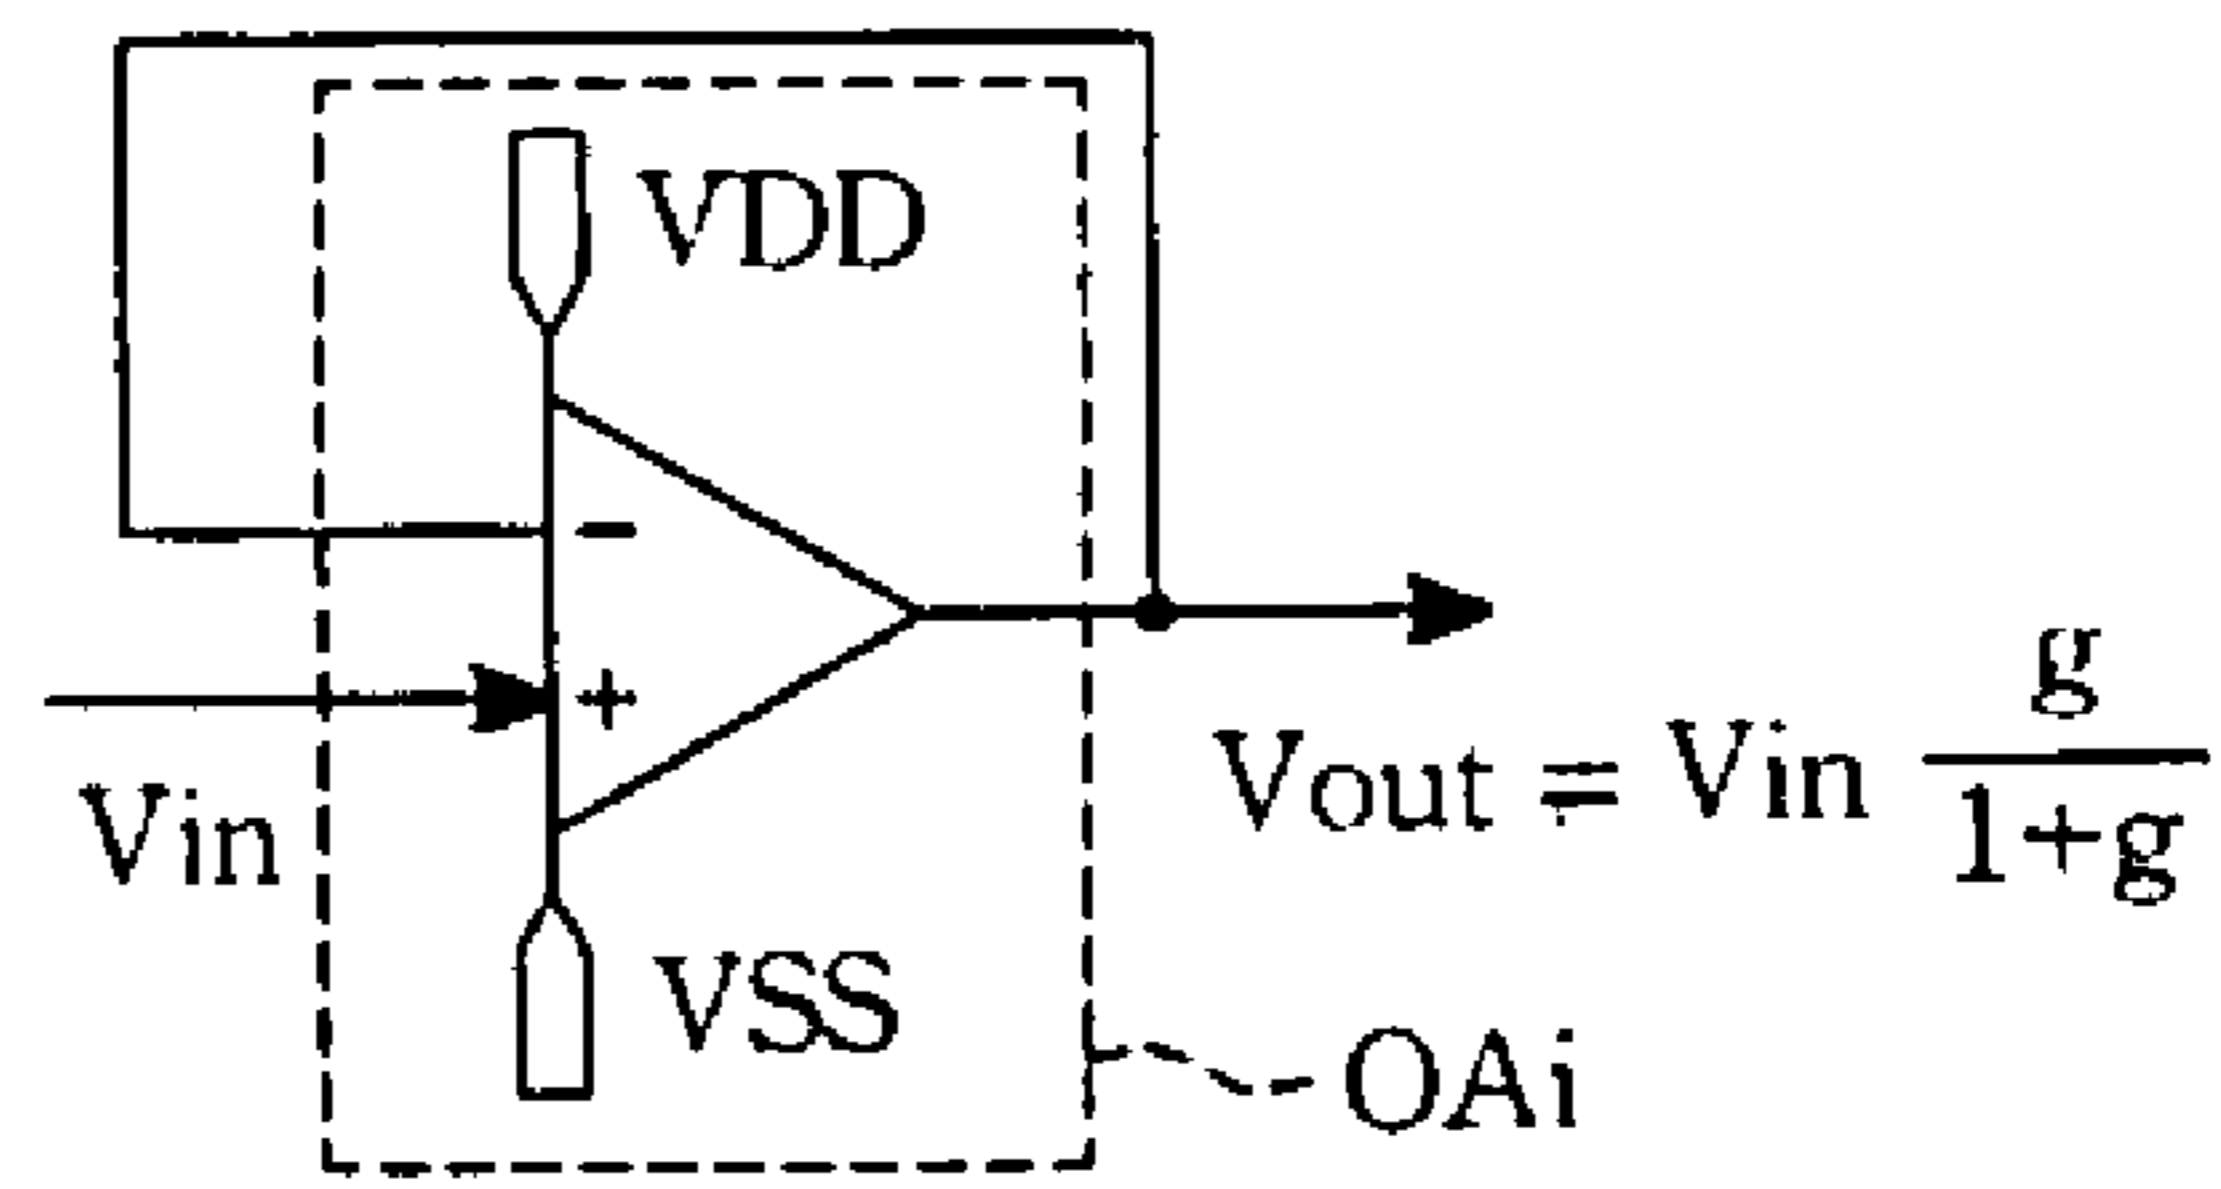 VDD
−
+
Vin
Vout = Vin g/1+g
VSS
OAi